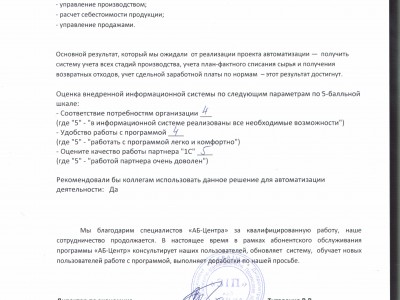 - управление производством;
- расчет себестоимости продукции;
- управление продажами.
Основной результат, который мы ожидали от реализации проекта автоматизации — получить
систему учета всех стадий производства, учета план-фактного списания сырья и получения
возвратных отходов, учет сдельной заработной платы по нормам – этот результат достигнут.
Оценка внедренной информационной системы по следующим параметрам по 5-балльной
шкале:
- Соответствие потребностям организации 4
(где "5" - "в информационной системе реализованы все необходимые возможности")
- Удобство работы с программой 4
(где "5" - "работать с программой легко и комфортно")
- Оцените качество работы партнера "1С" 5
(где "5" - "работой партнера очень доволен")
Рекомендовали бы коллегам использовать данное решение для автоматизации
деятельности: Да
Мы благодарим специалистов «АБ-Центра» за квалифицированную работу, наше
сотрудничество продолжается. В настоящее время в рамках абонентского обслуживания
программы «АБ-Центр» консультирует наших пользователей, обновляет систему, обучает новых
пользователей работе с программой, выполняет доработки по нашей просьбе.